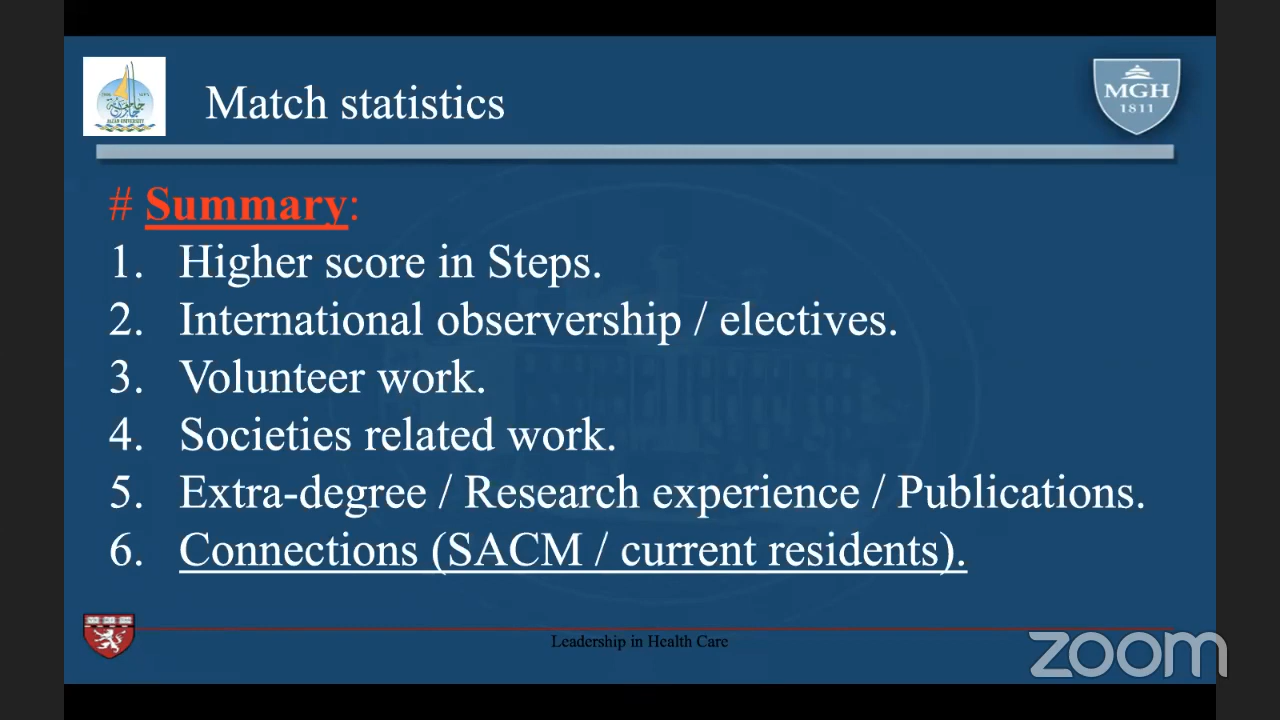 Match statistics
MGH
1811
# Summary:
1. Higher score in Steps.
2. International observership / electives.
3. Volunteer work.
4. Societies related work.
5. Extra-degree / Research experience / Publications.
6. Connections (SACM / current residents).
Leadership in Health Care
zoom